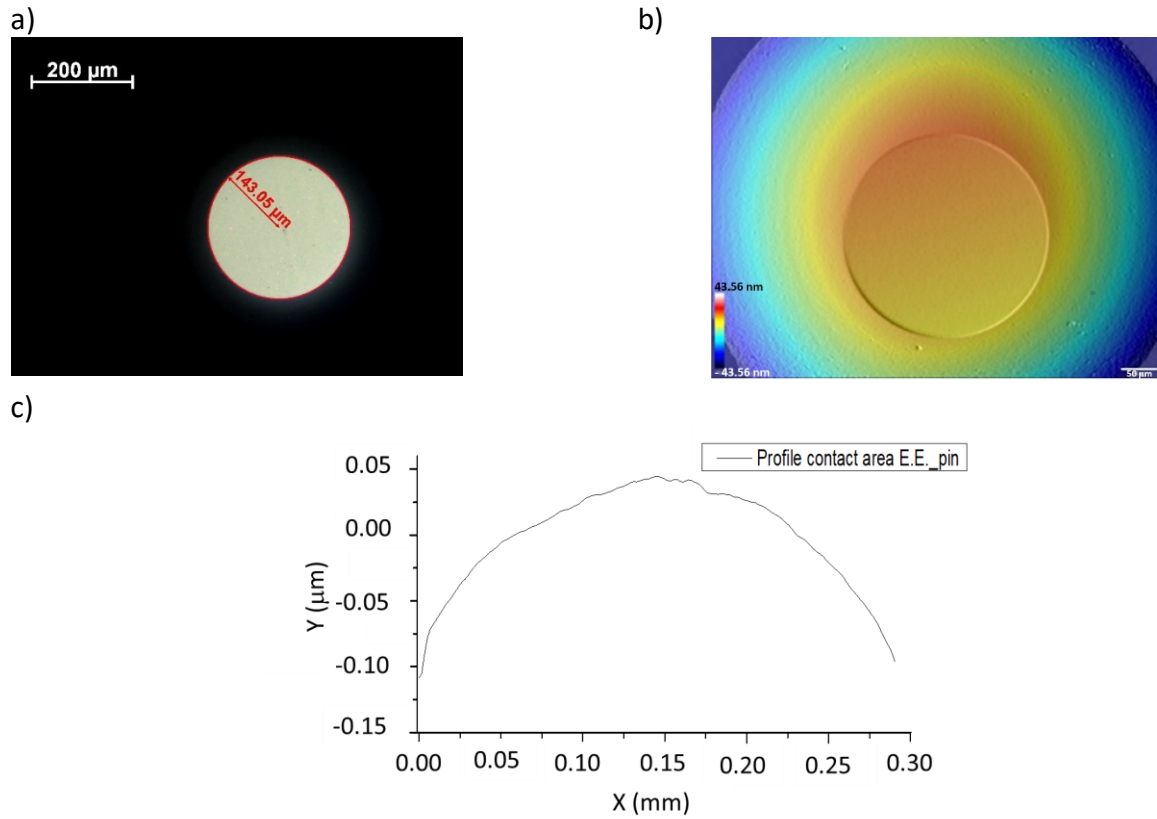 a)
b)
200 µm
143.05 µm
43.56 nm
- 43.56 nm
50 µm
c)
Profile contact area E.E._pin
0.05
0.00
-0.05
-0.10
-0.15
Y (µm)
0.00 0.05 0.10 0.15 0.20 0.25 0.30
X (mm)